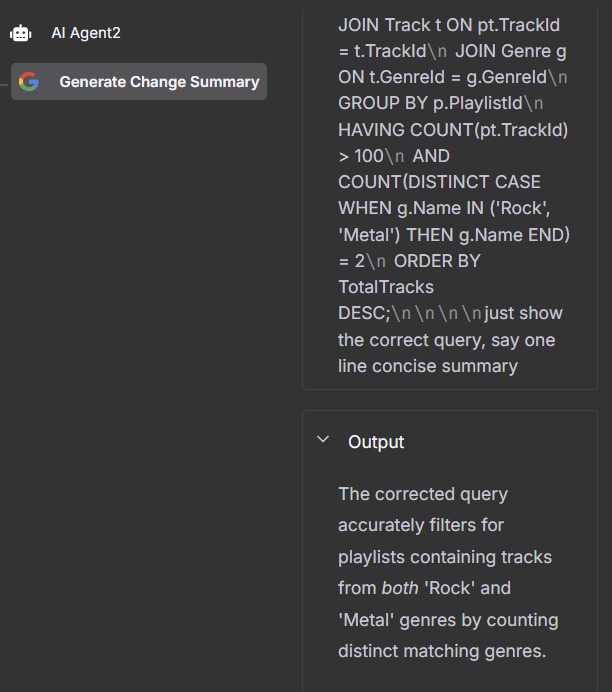 AI Agent2
Generate Change Summary
JOIN Track t ON pt.TrackId
= t.TrackId\n JOIN Genre g
ON t.GenreId = g.GenreId\n
GROUP BY p.PlaylistId\n
HAVING COUNT(pt.TrackId)
> 100\n AND
COUNT(DISTINCT CASE
WHEN g.Name IN ('Rock',
'Metal') THEN g.Name END)
= 2\n ORDER BY
TotalTracks
DESC;\n\n\n\njust show
the correct query, say one
line concise summary
Output
The corrected query
accurately filters for
playlists containing tracks
from both 'Rock' and
'Metal' genres by counting
distinct matching genres.